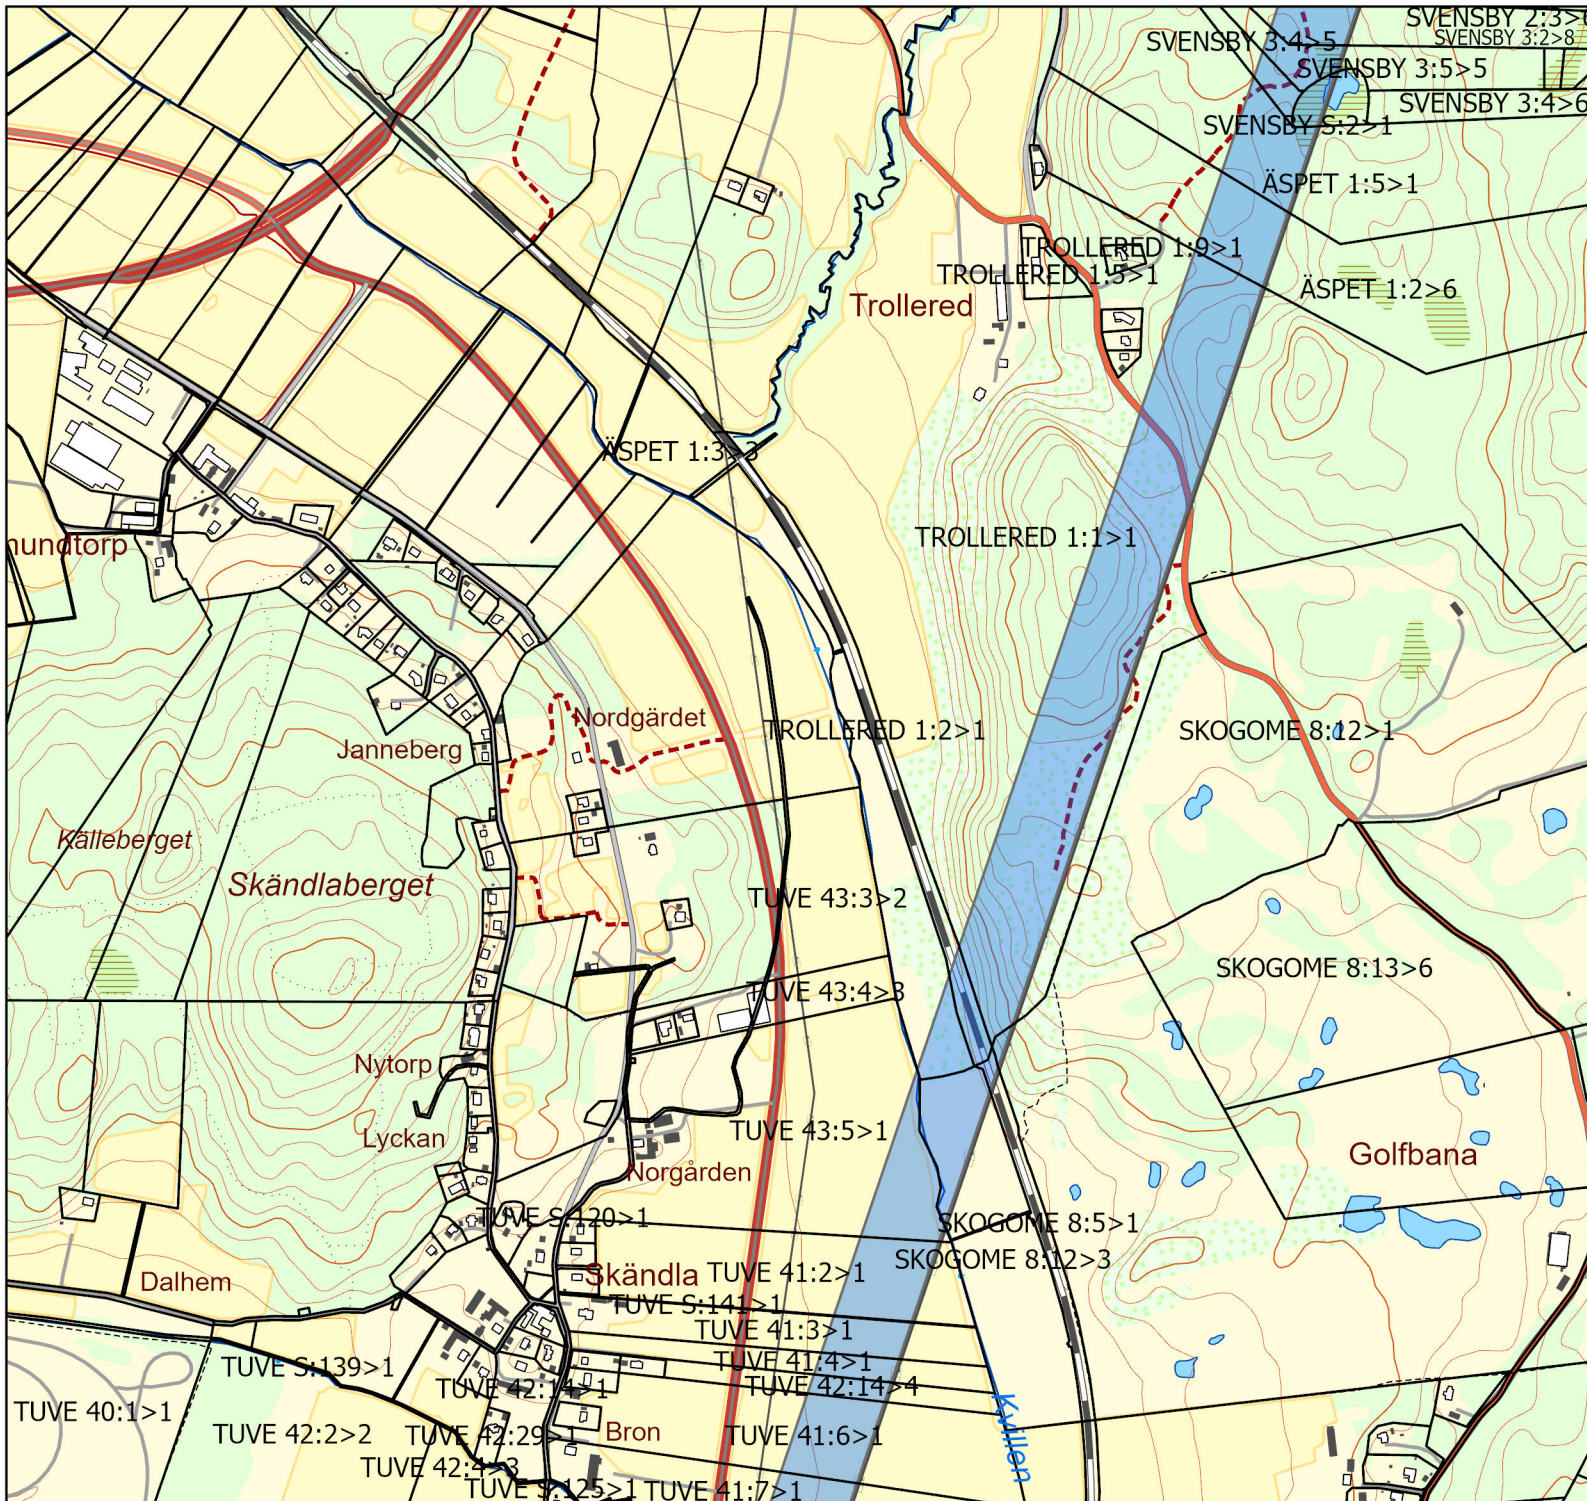 SVENSBY 2:3>
SVENSBY 3:4>5
SVENSBY 3:2>8
SVENSBY 3:5>5
SVENSBY 3:4>6
SVENSBY S:2>1
ÄSPET 1:5>1
TROLLERED 1:9>1
TROLLERED 1:5>1
ÄSPET 1:2>6
Trollered
ÄSPET 1:3>3
TROLLERED 1:1>1
mundtorp
Nordgärdet
TROLLERED 1:2>1
SKOGOME 8:12>1
Janneberg
Källeberget
Skändlaberget
TUVE 43:3>2
SKOGOME 8:13>6
TUVE 43:4>3
Nytorp
TUVE 43:5>1
Lyckan
Golfbana
Norgården
TUVE S:120>1
SKOGOME 8:5>1
SKOGOME 8:12>3
Skändla
TUVE 41:2>1
Dalhem
TUVE S:141>1
TUVE 41:3>1
TUVE 41:4>1
TUVE S:139>1
TUVE 42:14>1
TUVE 42:14>4
TUVE 40:1>1
Kvillen
TUVE 42:2>2
TUVE 42:29>1
Bron
TUVE 41:6>1
TUVE 42:4>3
TUVE S:125>1
TUVE 41:7>1